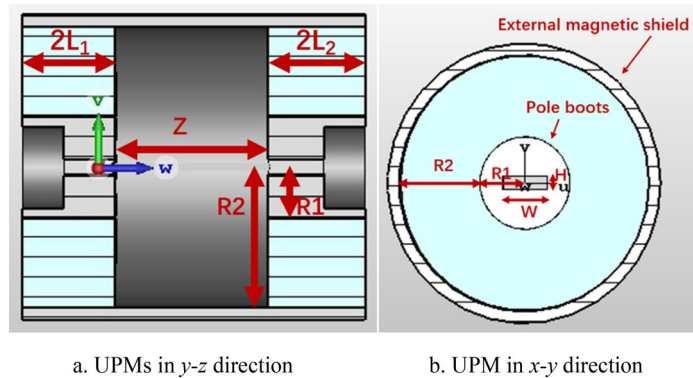 2L₁
2L₂
v
Z
w
R2
R1
External magnetic shield
Pole boots
v
R2
R1
H
u
w
W
a. UPMs in y-z direction
b. UPM in x-y direction